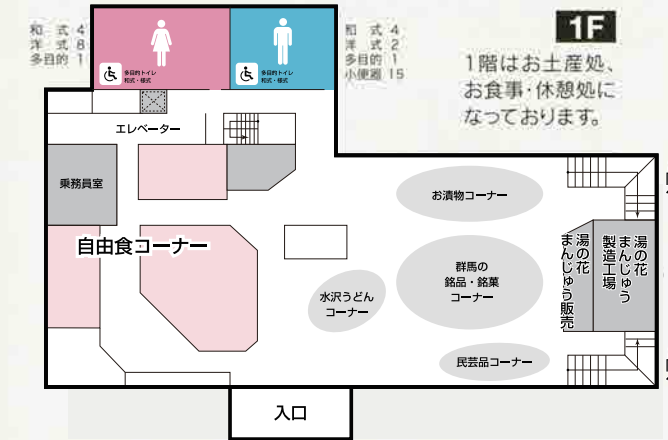 和 式 4
洋 式 8
多目的 1
多目的トイレ
和式・様式
多目的トイレ
和式・様式
和 式 4
洋 式 2
多目的 1
小便器 15
1F
1階はお土産処、
お食事・休憩処に
なっております。
エレベーター
乗務員室
自由食コーナー
お漬物コーナー
群馬の
銘品・銘菓
コーナー
水沢うどん
コーナー
民芸品コーナー
湯の花
まんじゅう販売
湯の花
まんじゅう
製造工場
入口